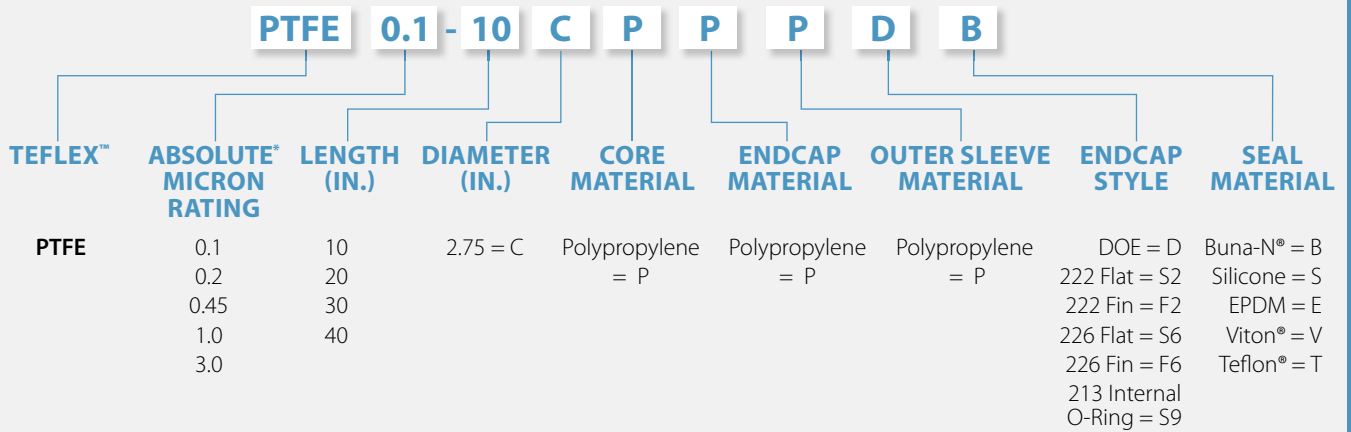 PTFE 0.1 - 10 C P P P D B
TEFLEX™
ABSOLUTE*
MICRON
RATING
LENGTH
(IN.)
DIAMETER
(IN.)
CORE
MATERIAL
ENDCAP
MATERIAL
OUTER SLEEVE
MATERIAL
ENDCAP
STYLE
SEAL
MATERIAL
PTFE
0.1
0.2
0.45
1.0
3.0
10
20
30
40
2.75 = C
Polypropylene
= P
Polypropylene
= P
Polypropylene
= P
DOE = D
222 Flat = S2
222 Fin = F2
226 Flat = S6
226 Fin = F6
213 Internal
O-Ring = S9
Buna-N® = B
Silicone = S
EPDM = E
Viton® = V
Teflon® = T